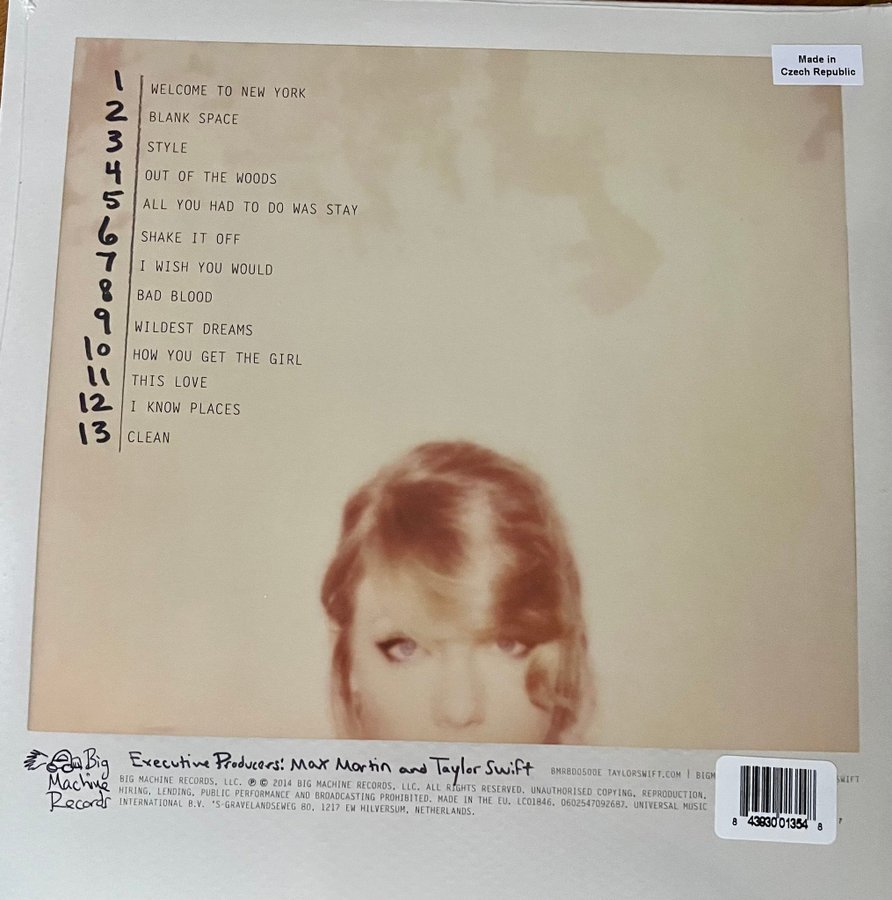 Made in
Czech Republic
1 WELCOME TO NEW YORK
2 BLANK SPACE
3 STYLE
4 OUT OF THE WOODS
5 ALL YOU HAD TO DO WAS STAY
6 SHAKE IT OFF
7 I WISH YOU WOULD
8 BAD BLOOD
9 WILDEST DREAMS
10 HOW YOU GET THE GIRL
11 THIS LOVE
12 I KNOW PLACES
13 CLEAN
Big
Machine
Records
Executive Producers: Max Martin and Taylor Swift
BMRBD0500E TAYLORSWIFT.COM | BIGM
SWIFT
BIG MACHINE RECORDS, LLC. ℗ © 2014 BIG MACHINE RECORDS, LLC. ALL RIGHTS RESERVED. UNAUTHORISED COPYING, REPRODUCTION,
HIRING, LENDING, PUBLIC PERFORMANCE AND BROADCASTING PROHIBITED. MADE IN THE EU. LC01846. 0602547092687. UNIVERSAL MUSIC
INTERNATIONAL B.V. 'S-GRAVELANDSEWEG 80, 1217 EW HILVERSUM, NETHERLANDS.
8 43930 01354 8